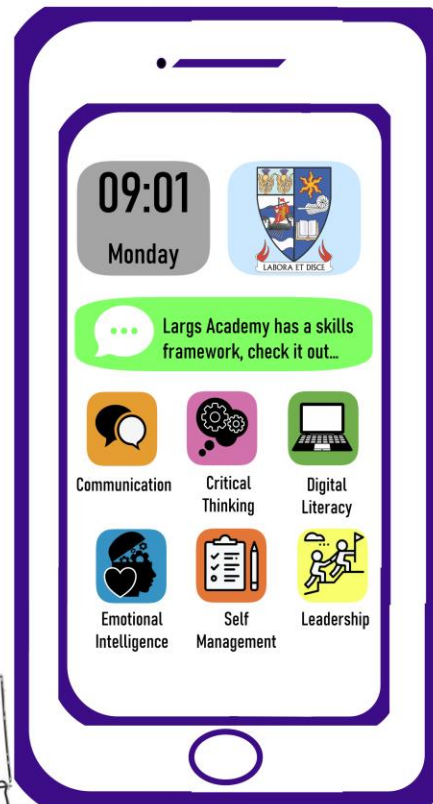 09:01
Monday
LABORA ET DISCE
Largs Academy has a skills
framework, check it out...
Communication
Critical
Thinking
Digital
Literacy
Emotional
Intelligence
Self
Management
Leadership